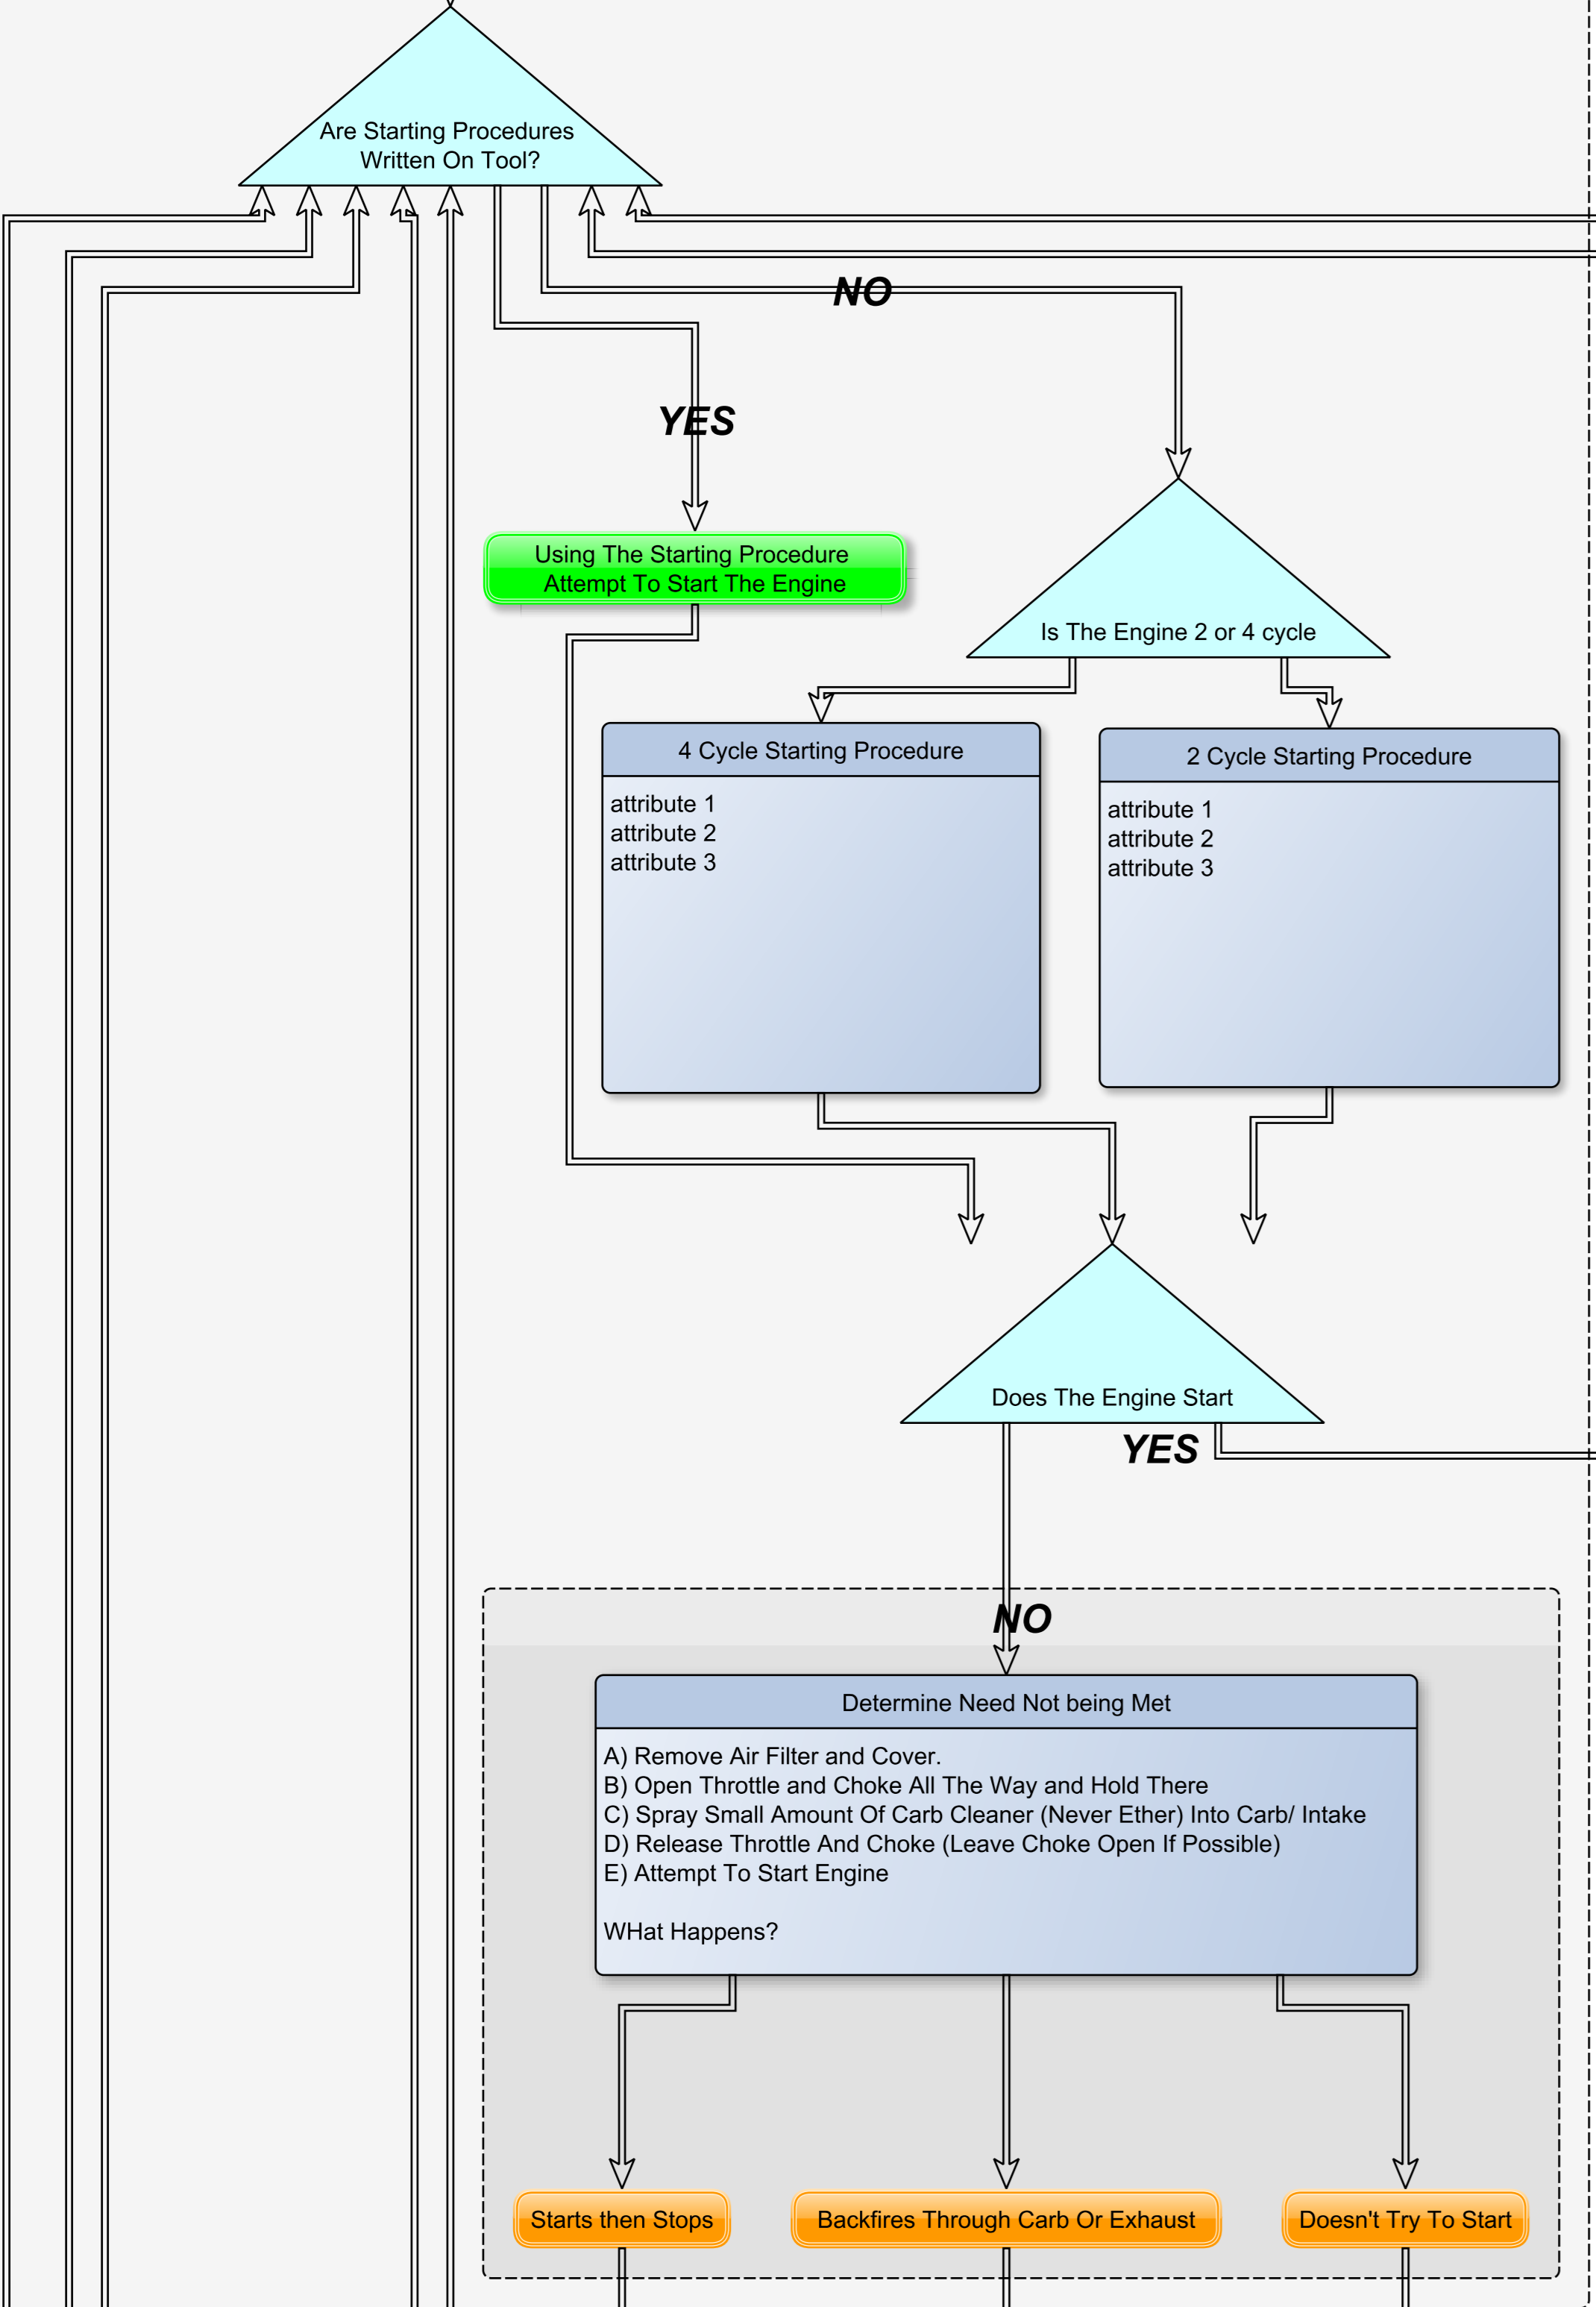 Are Starting Procedures
Written On Tool?
NO
YES
Using The Starting Procedure
Attempt To Start The Engine
Is The Engine 2 or 4 cycle
4 Cycle Starting Procedure
attribute 1
attribute 2
attribute 3
2 Cycle Starting Procedure
attribute 1
attribute 2
attribute 3
Does The Engine Start
YES
NO
Determine Need Not being Met
A) Remove Air Filter and Cover.
B) Open Throttle and Choke All The Way and Hold There
C) Spray Small Amount Of Carb Cleaner (Never Ether) Into Carb/ Intake
D) Release Throttle And Choke (Leave Choke Open If Possible)
E) Attempt To Start Engine
WHat Happens?
Starts then Stops
Backfires Through Carb Or Exhaust
Doesn't Try To Start